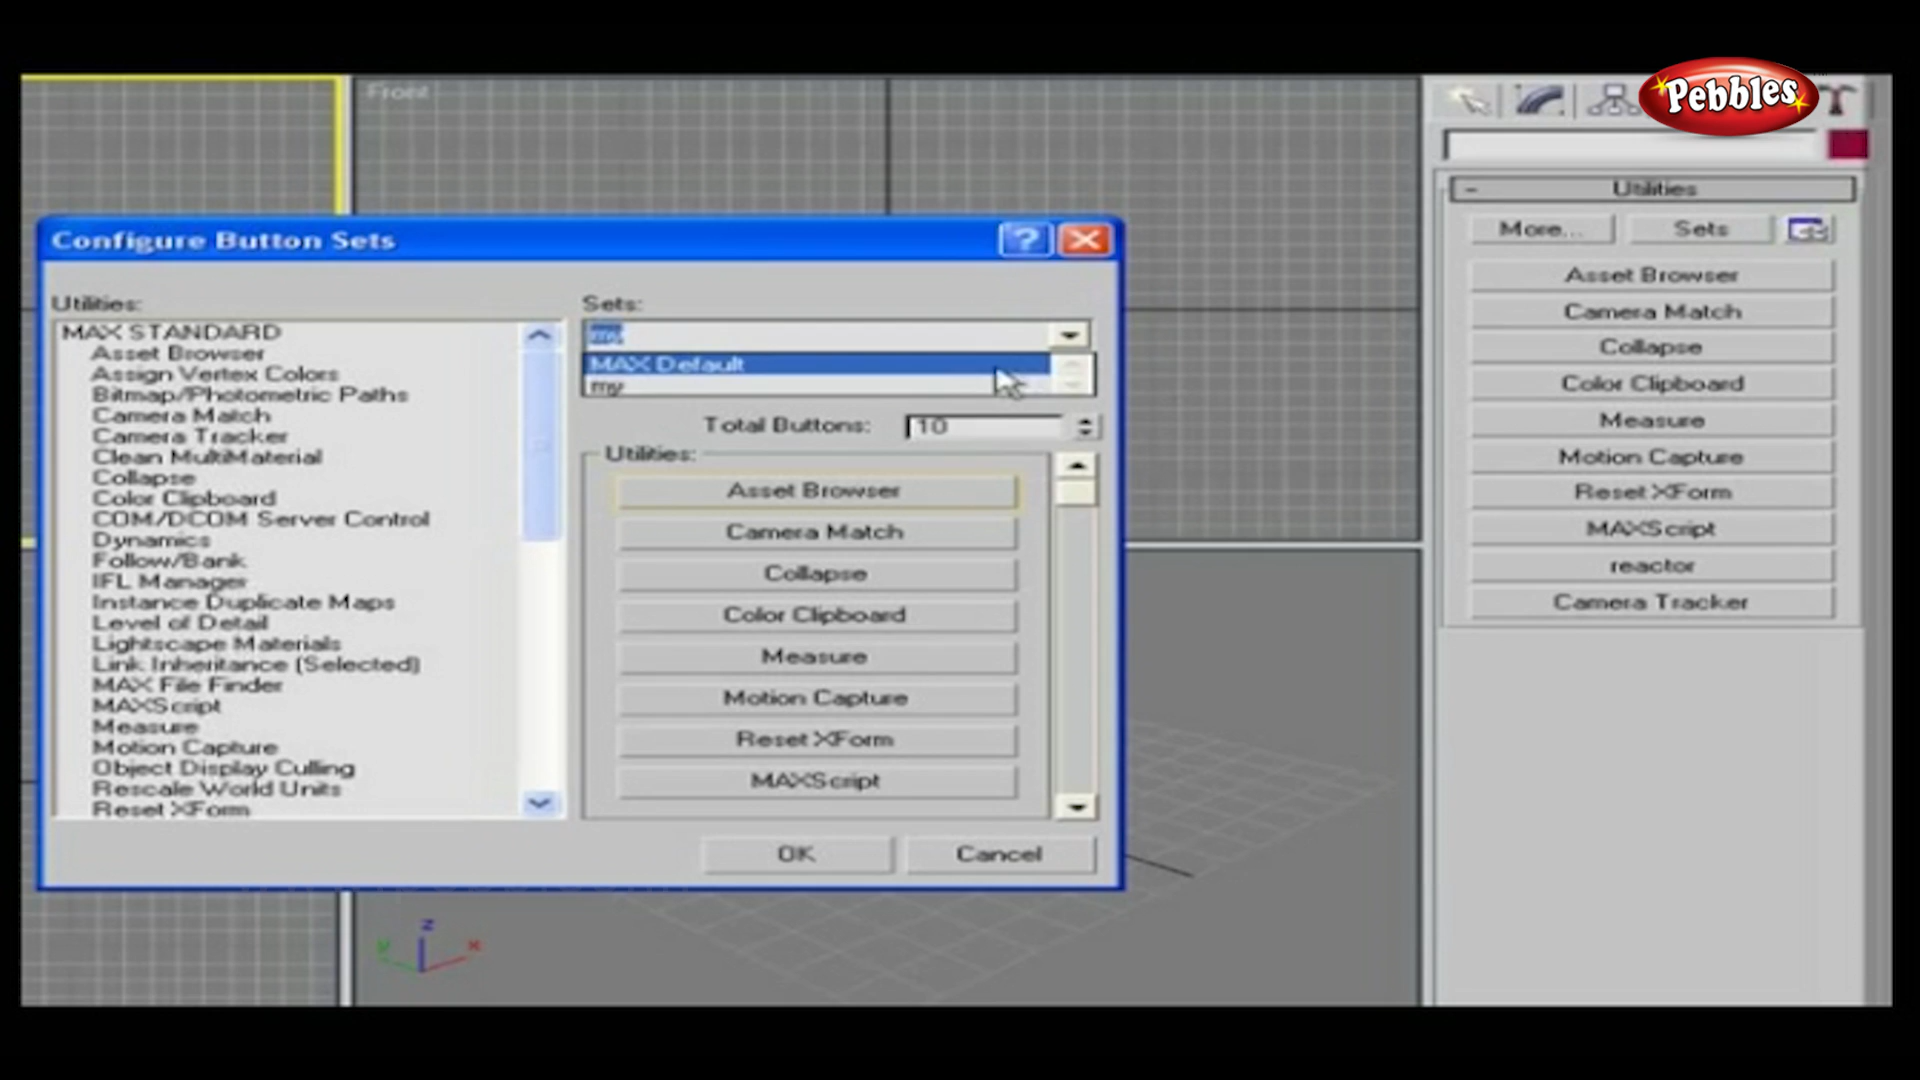 Pebbles
Front
Configure Button Sets
?
Utilities:
MAX STANDARD
Asset Browser
Assign Vertex Colors
Bitmap/Photometric Paths
Camera Match
Camera Tracker
Clean MultiMaterial
Collapse
Color Clipboard
COM/DCOM Server Control
Dynamics
Follow/Bank
IFL Manager
Instance Duplicate Maps
Level of Detail
Lightscape Materials
Link Inheritance (Selected)
MAX File Finder
MAXScript
Measure
Motion Capture
Object Display Culling
Rescale World Units
Reset XForm
Sets:
my
MAX Default
my
Total Buttons: 10
Utilities:
Asset Browser
Camera Match
Collapse
Color Clipboard
Measure
Motion Capture
Reset XForm
MAXScript
OK Cancel
z
y x
- Utilities
More... Sets
Asset Browser
Camera Match
Collapse
Color Clipboard
Measure
Motion Capture
Reset XForm
MAXScript
reactor
Camera Tracker